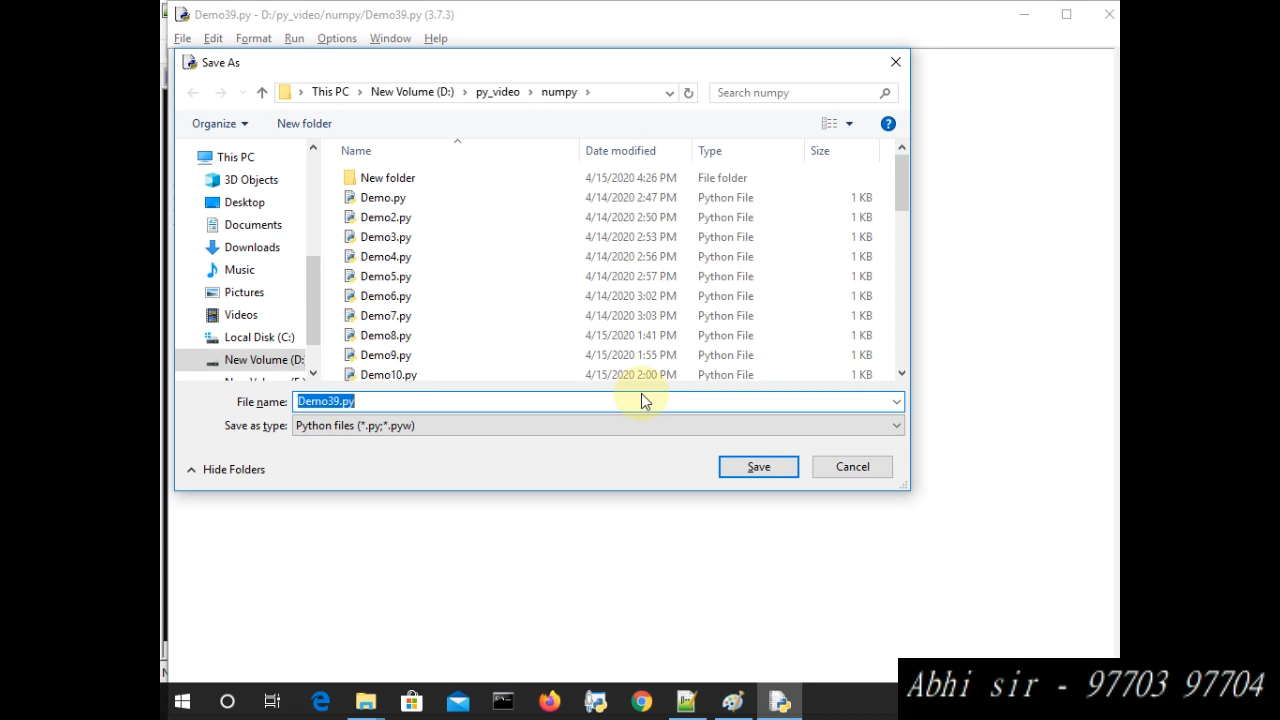 Demo39.py - D:/py_video/numpy/Demo39.py (3.7.3)
File Edit Format Run Options Window Help
Save As
This PC › New Volume (D:) › py_video › numpy ›
Search numpy
Organize
New folder
Name Date modified Type Size
This PC
3D Objects
Desktop
Documents
Downloads
Music
Pictures
Videos
Local Disk (C:)
New Volume (D:
New folder 4/15/2020 4:26 PM File folder
Demo.py 4/14/2020 2:47 PM Python File 1 KB
Demo2.py 4/14/2020 2:50 PM Python File 1 KB
Demo3.py 4/14/2020 2:53 PM Python File 1 KB
Demo4.py 4/14/2020 2:56 PM Python File 1 KB
Demo5.py 4/14/2020 2:57 PM Python File 1 KB
Demo6.py 4/14/2020 3:02 PM Python File 1 KB
Demo7.py 4/14/2020 3:03 PM Python File 1 KB
Demo8.py 4/15/2020 1:41 PM Python File 1 KB
Demo9.py 4/15/2020 1:55 PM Python File 1 KB
Demo10.py 4/15/2020 2:00 PM Python File 1 KB
File name: Demo39.py
Save as type: Python files (*.py;*.pyw)
Hide Folders
Save
Cancel
Abhi sir - 97703 97704